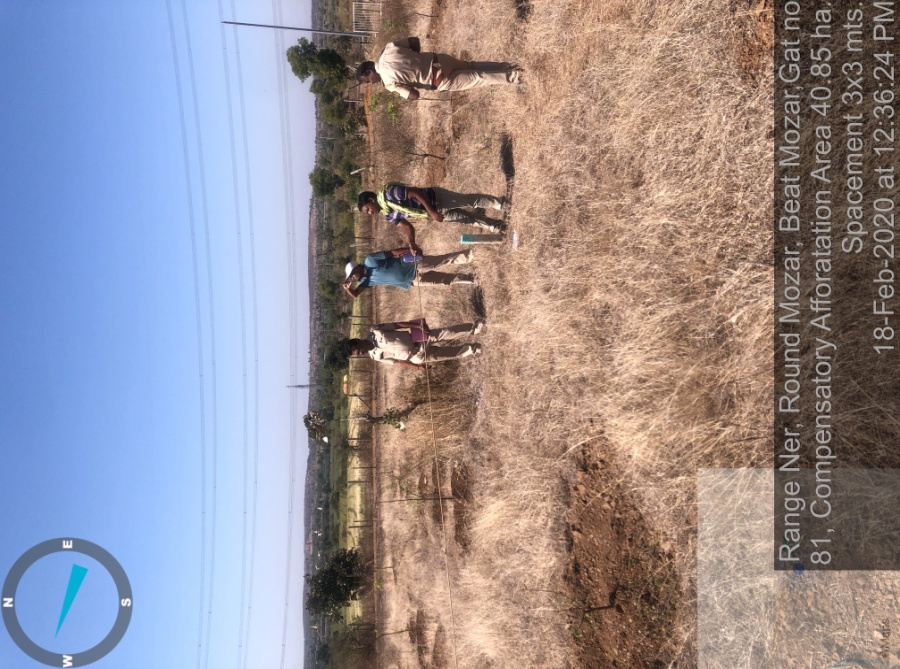 Range Ner, Round Mozar, Beat Mozar,Gat no
81, Compensatory Afforatation Area 40.85 ha.
Spacement 3x3 mts.
18-Feb-2020 at 12:36:24 PM
N
E
S
W